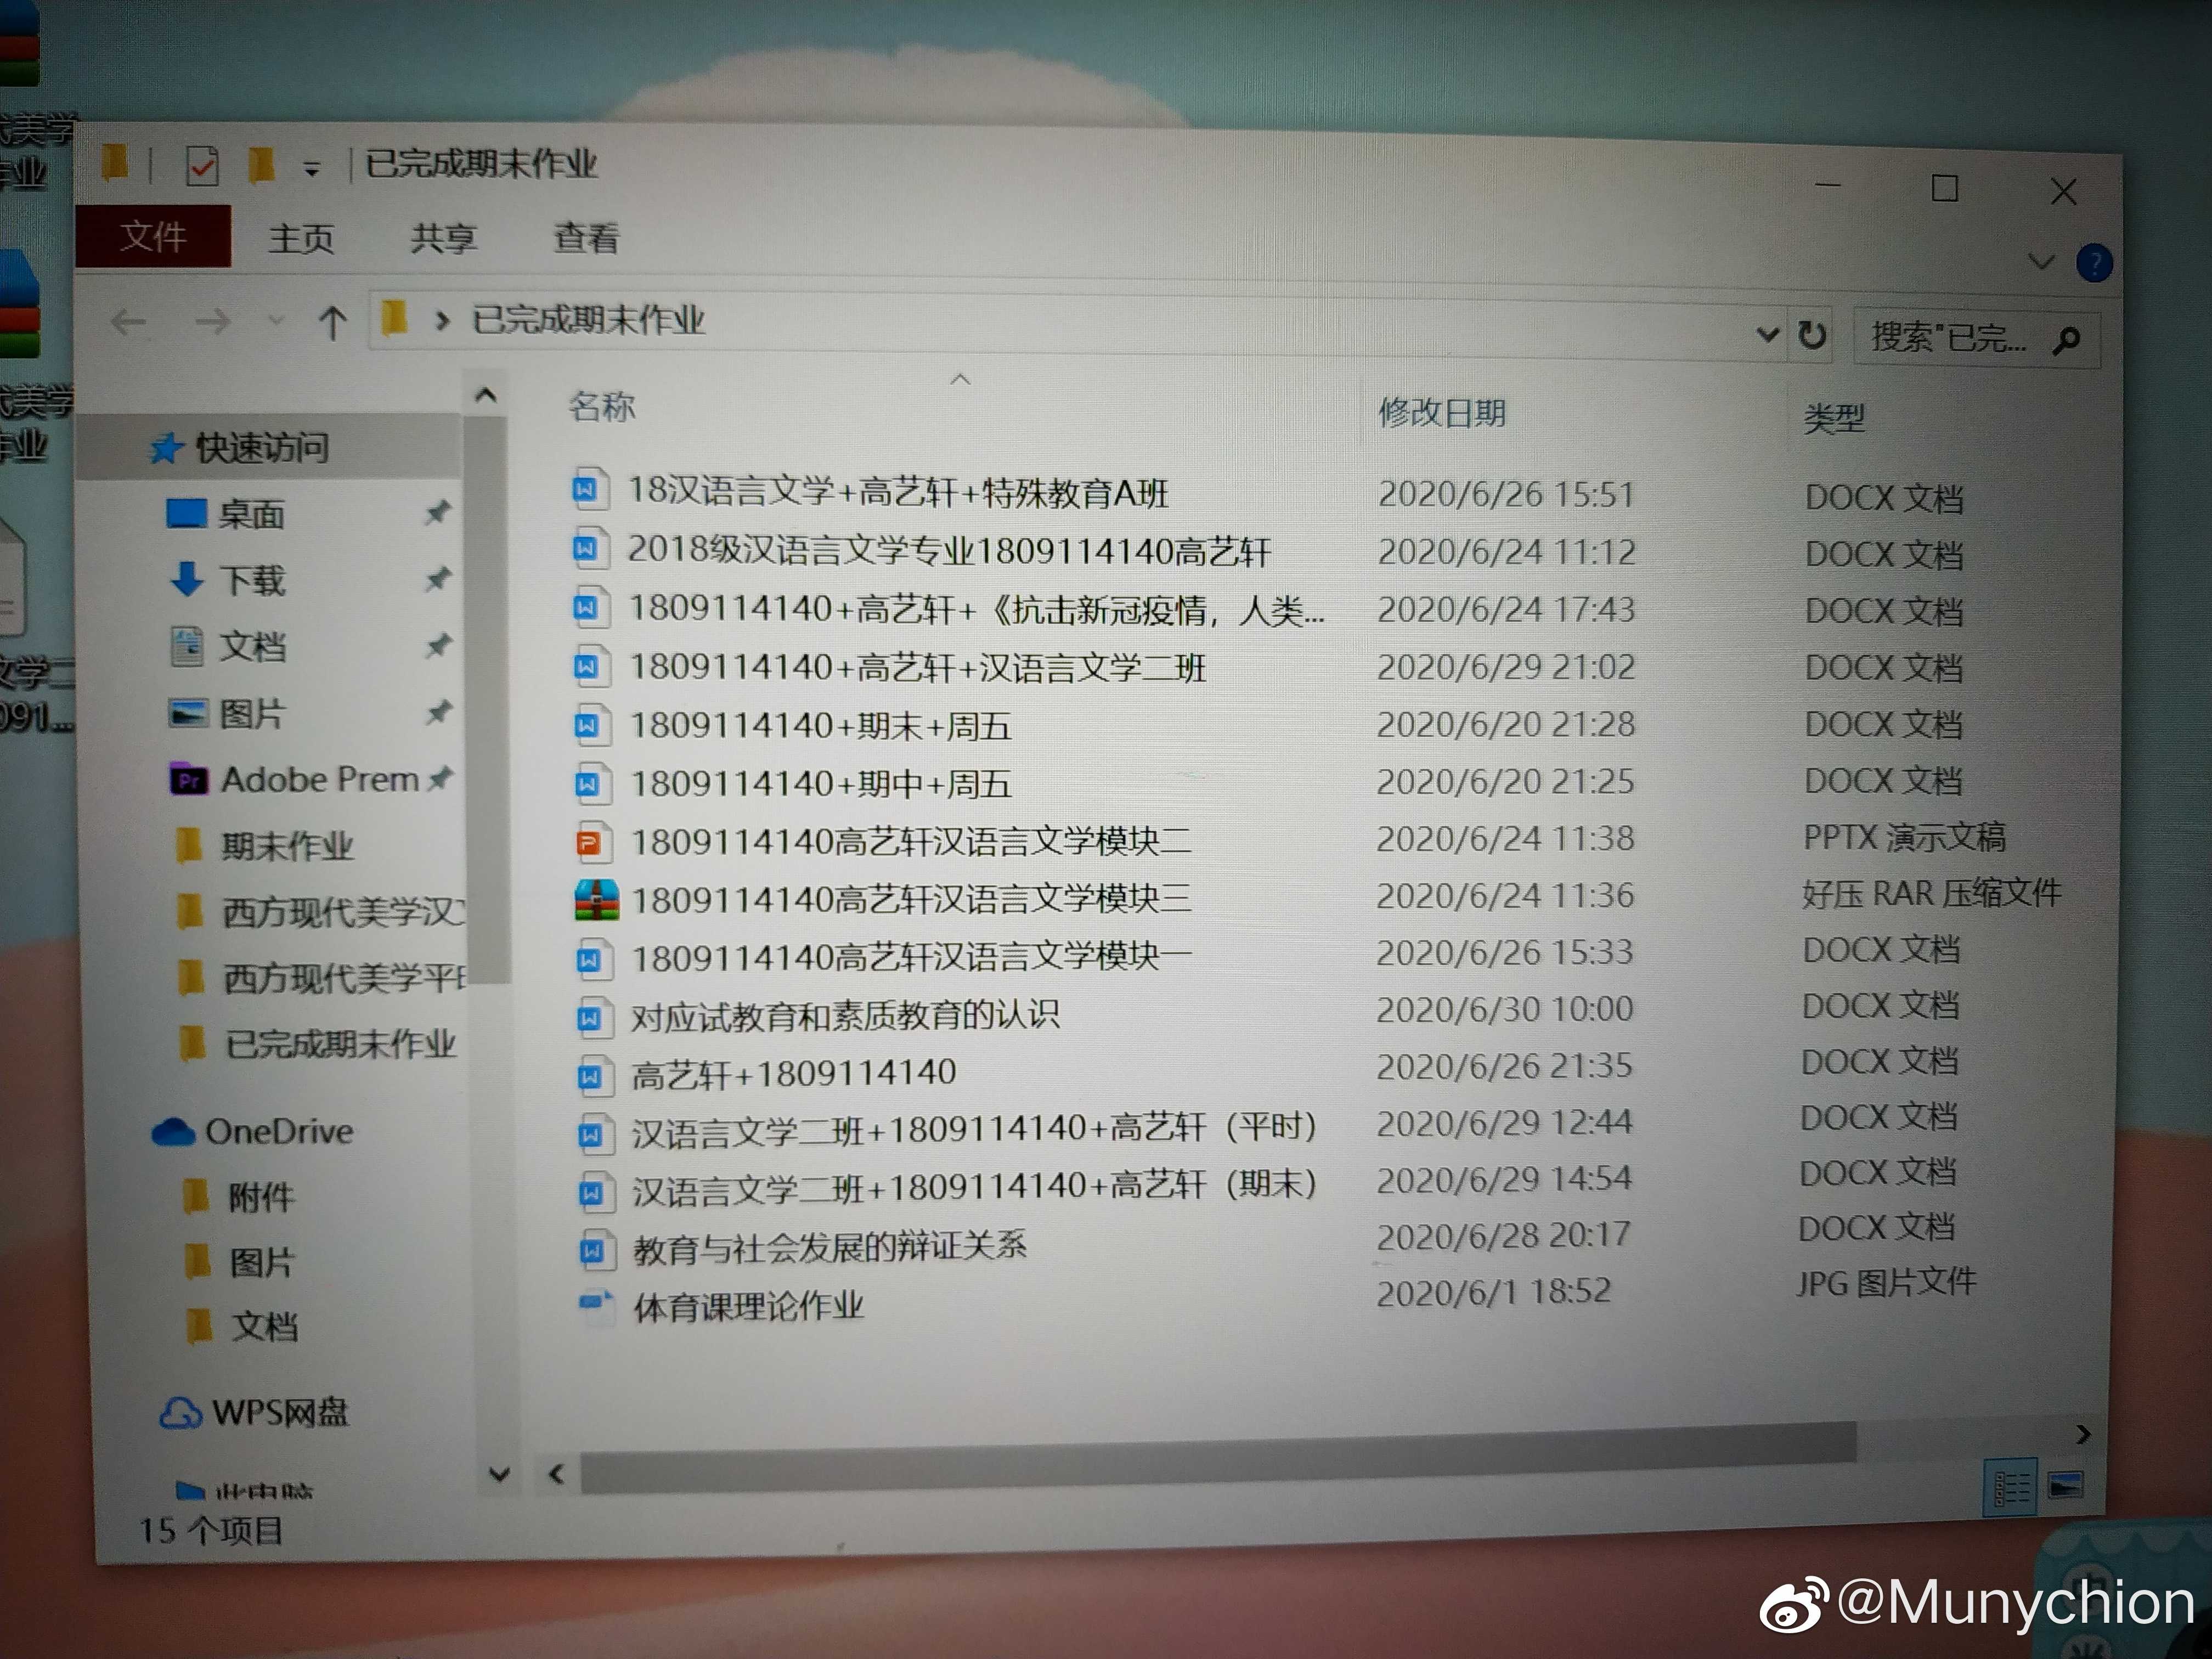 代美学
作业
代美学
作业
文学二
091...
已完成期末作业
文件 主页 共享 查看
已完成期末作业
搜索"已完...
快速访问
桌面
下载
文档
图片
Adobe Prem
期末作业
西方现代美学汉
西方现代美学平时
已完成期末作业
OneDrive
附件
图片
文档
WPS网盘
此电脑
15 个项目
名称 修改日期 类型
18汉语言文学+高艺轩+特殊教育A班 2020/6/26 15:51 DOCX 文档
2018级汉语言文学专业1809114140高艺轩 2020/6/24 11:12 DOCX 文档
1809114140+高艺轩+《抗击新冠疫情，人类... 2020/6/24 17:43 DOCX 文档
1809114140+高艺轩+汉语言文学二班 2020/6/29 21:02 DOCX 文档
1809114140+期末+周五 2020/6/20 21:28 DOCX 文档
1809114140+期中+周五 2020/6/20 21:25 DOCX 文档
1809114140高艺轩汉语言文学模块二 2020/6/24 11:38 PPTX 演示文稿
1809114140高艺轩汉语言文学模块三 2020/6/24 11:36 好压 RAR 压缩文件
1809114140高艺轩汉语言文学模块一 2020/6/26 15:33 DOCX 文档
对应试教育和素质教育的认识 2020/6/30 10:00 DOCX 文档
高艺轩+1809114140 2020/6/26 21:35 DOCX 文档
汉语言文学二班+1809114140+高艺轩（平时） 2020/6/29 12:44 DOCX 文档
汉语言文学二班+1809114140+高艺轩（期末） 2020/6/29 14:54 DOCX 文档
教育与社会发展的辩证关系 2020/6/28 20:17 DOCX 文档
体育课理论作业 2020/6/1 18:52 JPG 图片文件
@Munychion